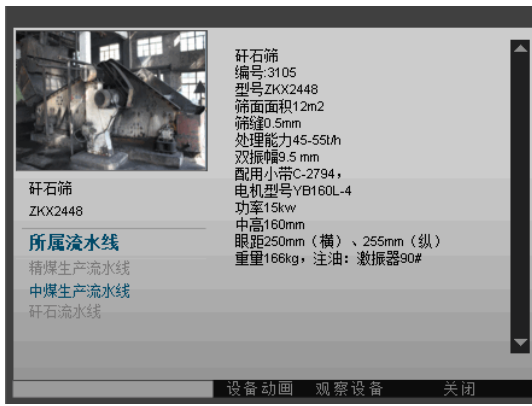 矸石筛
ZKX2448
所属流水线
精煤生产流水线
中煤生产流水线
矸石流水线
矸石筛
编号:3105
型号ZKX2448
筛面面积12m2
筛缝0.5mm
处理能力45-55t/h
双振幅9.5 mm
配用小带C-2794，
电机型号YB160L-4
功率15kw
中高160mm
眼距250mm（横）、255mm（纵）
重量166kg，注油：激振器90#
设备动画 观察设备 关闭